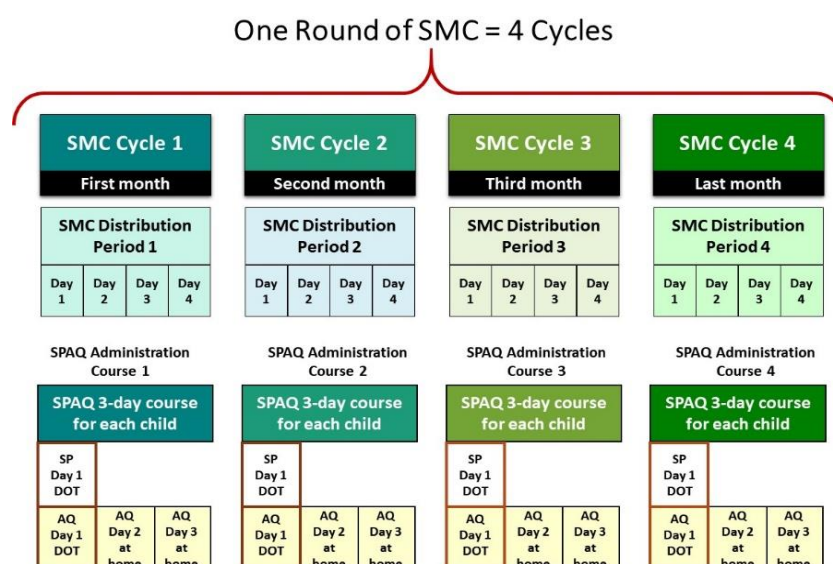 One Round of SMC = 4 Cycles
SMC Cycle 1
First month
SMC Distribution
Period 1
Day
1
Day
2
Day
3
Day
4
SPAQ Administration
Course 1
SPAQ 3-day course
for each child
SP
Day 1
DOT
AQ
Day 1
DOT
AQ
Day 2
at
home
AQ
Day 3
at
home
SMC Cycle 2
Second month
SMC Distribution
Period 2
Day
1
Day
2
Day
3
Day
4
SPAQ Administration
Course 2
SPAQ 3-day course
for each child
SP
Day 1
DOT
AQ
Day 1
DOT
AQ
Day 2
at
home
AQ
Day 3
at
home
SMC Cycle 3
Third month
SMC Distribution
Period 3
Day
1
Day
2
Day
3
Day
4
SPAQ Administration
Course 3
SPAQ 3-day course
for each child
SP
Day 1
DOT
AQ
Day 1
DOT
AQ
Day 2
at
home
AQ
Day 3
at
home
SMC Cycle 4
Last month
SMC Distribution
Period 4
Day
1
Day
2
Day
3
Day
4
SPAQ Administration
Course 4
SPAQ 3-day course
for each child
SP
Day 1
DOT
AQ
Day 1
DOT
AQ
Day 2
at
home
AQ
Day 3
at
home